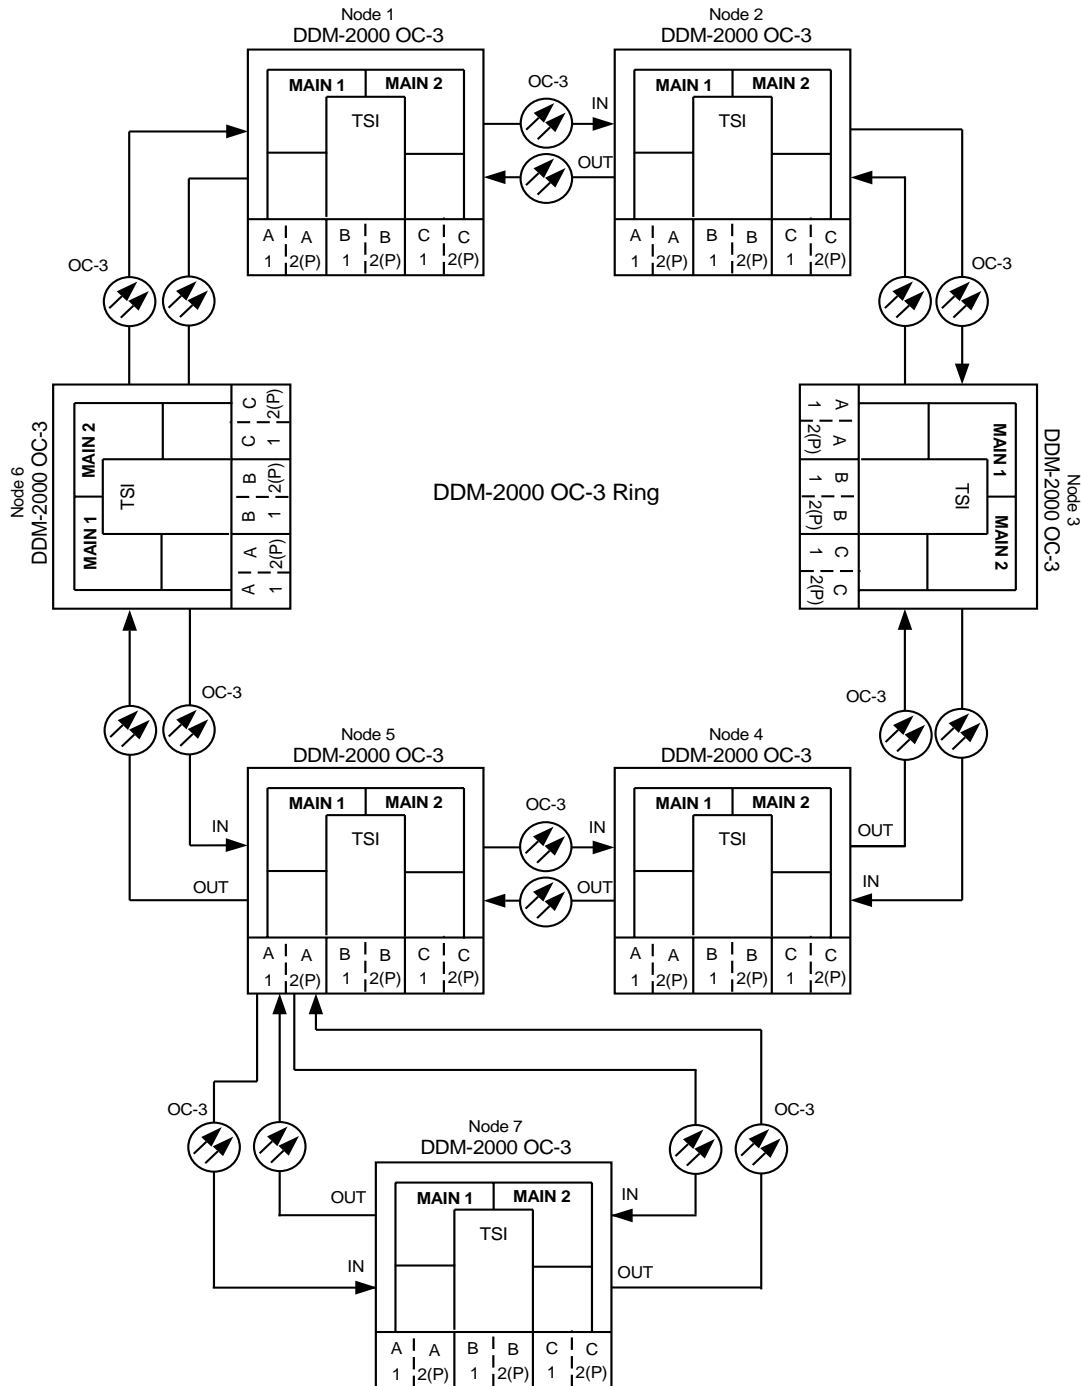 Node 1
DDM-2000 OC-3
Node 2
DDM-2000 OC-3
MAIN 1 MAIN 2
TSI
A A B B C C
1 2(P) 1 2(P) 1 2(P)
OC-3
IN
OUT
MAIN 1 MAIN 2
TSI
A A B B C C
1 2(P) 1 2(P) 1 2(P)
OC-3
OC-3
Node 6
DDM-2000 OC-3
MAIN 1 MAIN 2
TSI
A A B B C C
1 2(P) 1 2(P) 1 2(P)
DDM-2000 OC-3 Ring
Node 3
DDM-2000 OC-3
MAIN 1 MAIN 2
TSI
A A B B C C
1 2(P) 1 2(P) 1 2(P)
OC-3
OC-3
Node 5
DDM-2000 OC-3
Node 4
DDM-2000 OC-3
IN
OUT
MAIN 1 MAIN 2
TSI
A A B B C C
1 2(P) 1 2(P) 1 2(P)
OC-3
IN
OUT
MAIN 1 MAIN 2
TSI
A A B B C C
1 2(P) 1 2(P) 1 2(P)
OUT
IN
OC-3
OC-3
Node 7
DDM-2000 OC-3
OUT
IN
MAIN 1 MAIN 2
TSI
A A B B C C
1 2(P) 1 2(P) 1 2(P)
IN
OUT